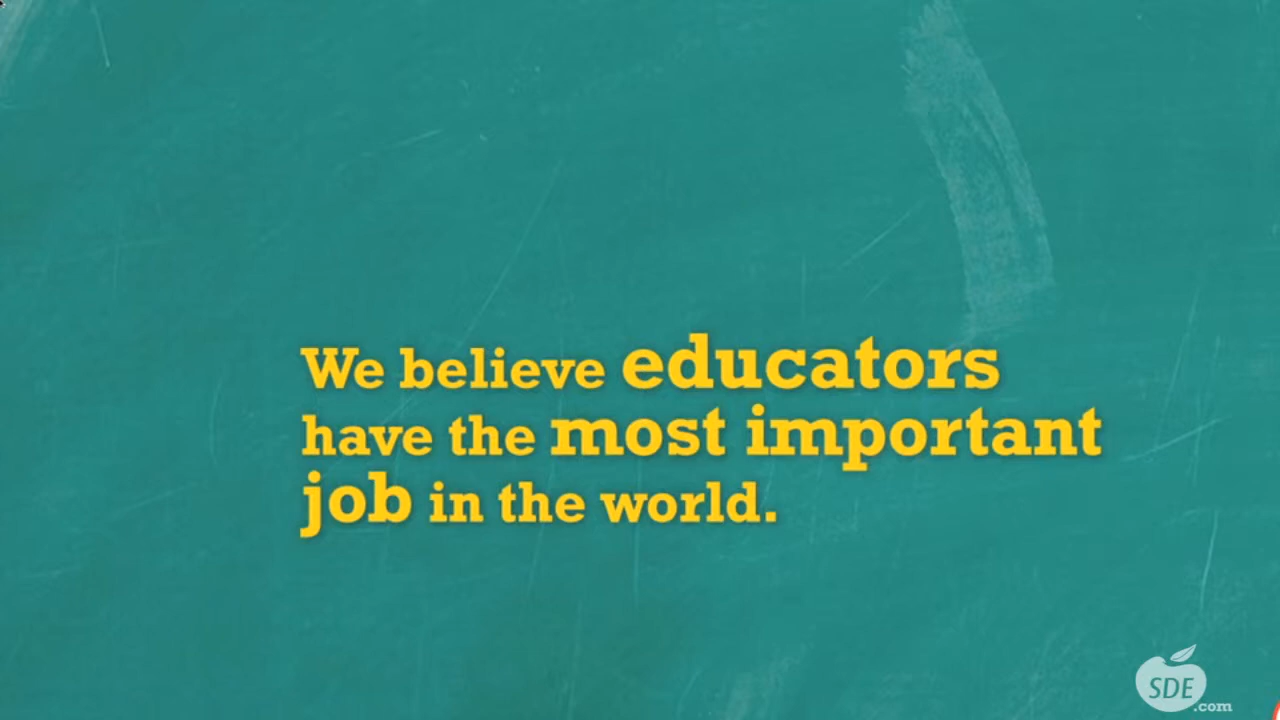 We believe educators
have the most important
job in the world.
SDE
.com